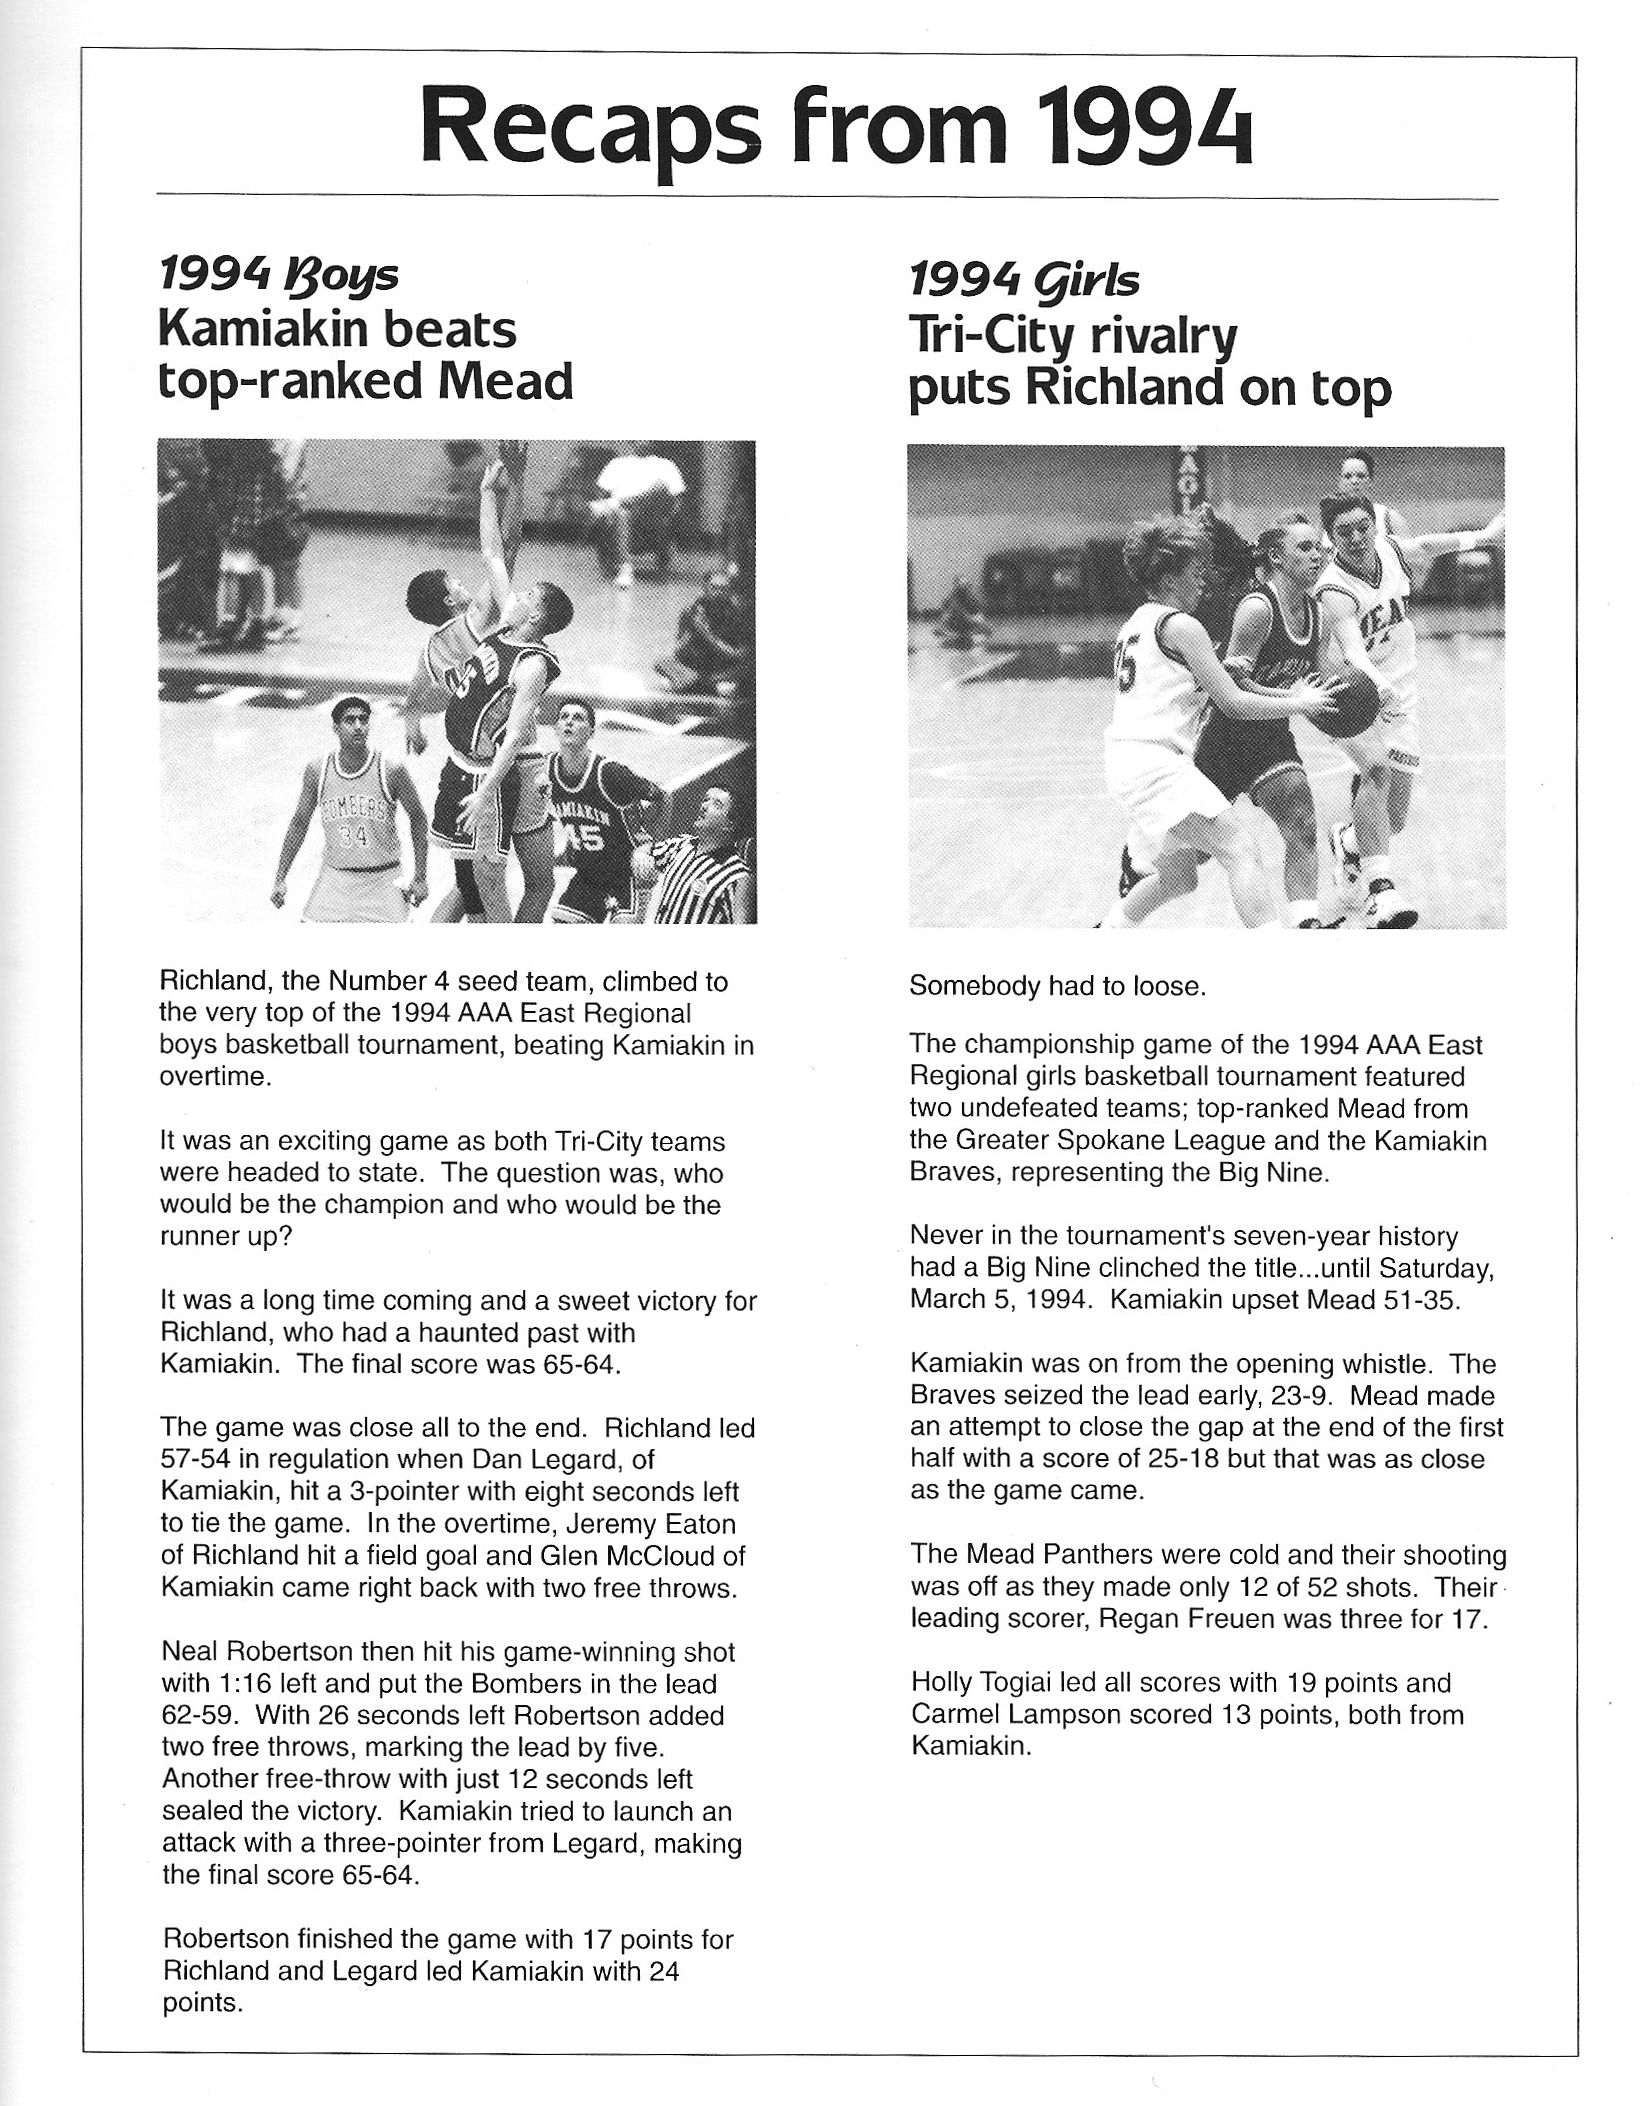 Recaps from 1994
1994 Boys
Kamiakin beats
top-ranked Mead
BOMBERS
34
KAMIAKIN
45
Richland, the Number 4 seed team, climbed to
the very top of the 1994 AAA East Regional
boys basketball tournament, beating Kamiakin in
overtime.
It was an exciting game as both Tri-City teams
were headed to state.  The question was, who
would be the champion and who would be the
runner up?
It was a long time coming and a sweet victory for
Richland, who had a haunted past with
Kamiakin.  The final score was 65-64.
The game was close all to the end.  Richland led
57-54 in regulation when Dan Legard, of
Kamiakin, hit a 3-pointer with eight seconds left
to tie the game.  In the overtime, Jeremy Eaton
of Richland hit a field goal and Glen McCloud of
Kamiakin came right back with two free throws.
Neal Robertson then hit his game-winning shot
with 1:16 left and put the Bombers in the lead
62-59.  With 26 seconds left Robertson added
two free throws, marking the lead by five.
Another free-throw with just 12 seconds left
sealed the victory.  Kamiakin tried to launch an
attack with a three-pointer from Legard, making
the final score 65-64.
Robertson finished the game with 17 points for
Richland and Legard led Kamiakin with 24
points.
1994 Girls
Tri-City rivalry
puts Richland on top
Somebody had to loose.
The championship game of the 1994 AAA East
Regional girls basketball tournament featured
two undefeated teams; top-ranked Mead from
the Greater Spokane League and the Kamiakin
Braves, representing the Big Nine.
Never in the tournament's seven-year history
had a Big Nine clinched the title...until Saturday,
March 5, 1994.  Kamiakin upset Mead 51-35.
Kamiakin was on from the opening whistle.  The
Braves seized the lead early, 23-9.  Mead made
an attempt to close the gap at the end of the first
half with a score of 25-18 but that was as close
as the game came.
The Mead Panthers were cold and their shooting
was off as they made only 12 of 52 shots.  Their
leading scorer, Regan Freuen was three for 17.
Holly Togiai led all scores with 19 points and
Carmel Lampson scored 13 points, both from
Kamiakin.